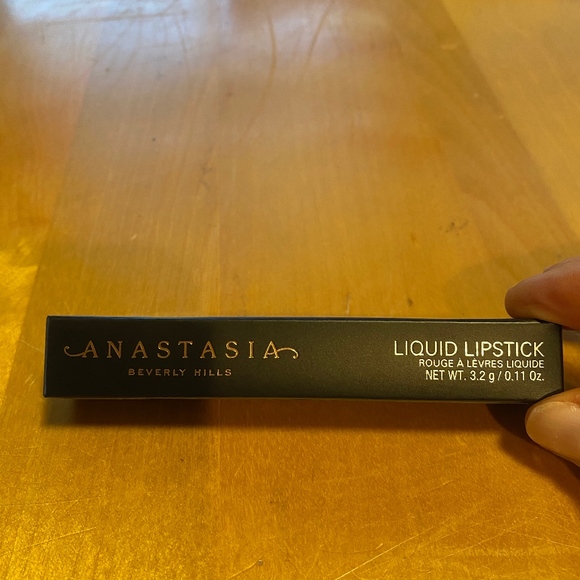 ANASTASIA
BEVERLY HILLS
LIQUID LIPSTICK
ROUGE À LÈVRES LIQUIDE
NET WT. 3.2 g / 0.11 Oz.